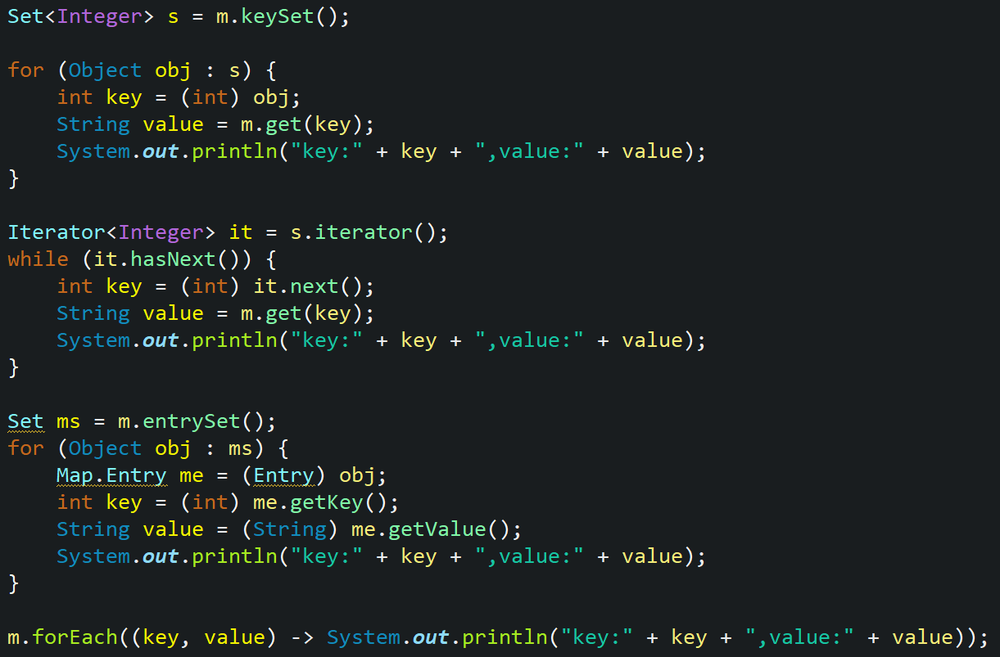 Set<Integer> s = m.keySet();

for (Object obj : s) {
    int key = (int) obj;
    String value = m.get(key);
    System.out.println("key:" + key + ",value:" + value);
}

Iterator<Integer> it = s.iterator();
while (it.hasNext()) {
    int key = (int) it.next();
    String value = m.get(key);
    System.out.println("key:" + key + ",value:" + value);
}

Set ms = m.entrySet();
for (Object obj : ms) {
    Map.Entry me = (Entry) obj;
    int key = (int) me.getKey();
    String value = (String) me.getValue();
    System.out.println("key:" + key + ",value:" + value);
}

m.forEach((key, value) -> System.out.println("key:" + key + ",value:" + value));